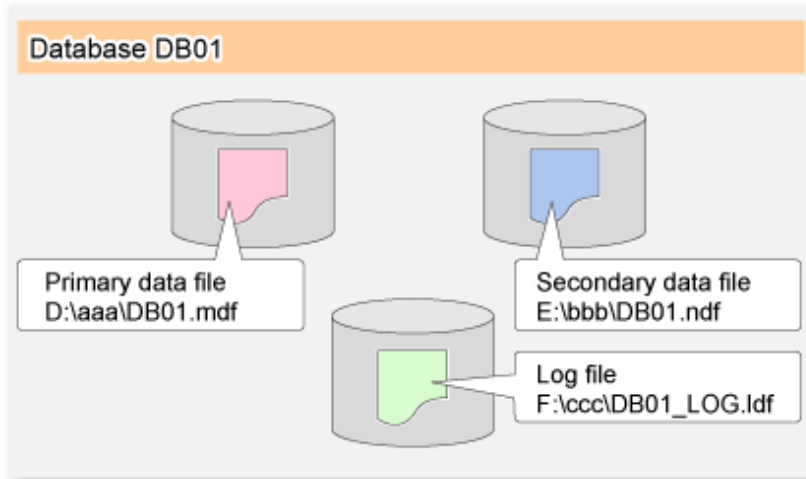 Database DB01
Primary data file
D:\aaa\DB01.mdf
Secondary data file
E:\bbb\DB01.ndf
Log file
F:\ccc\DB01_LOG.ldf